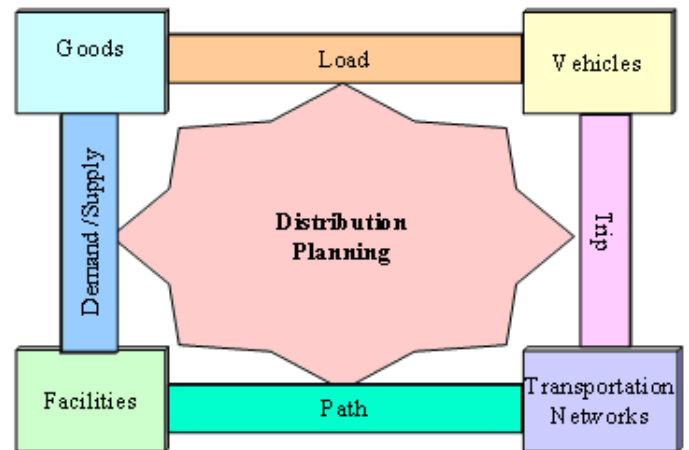 Goods
Load
Vehicles
Demand/Supply
Distribution
Planning
Trip
Facilities
Path
Transportation
Networks